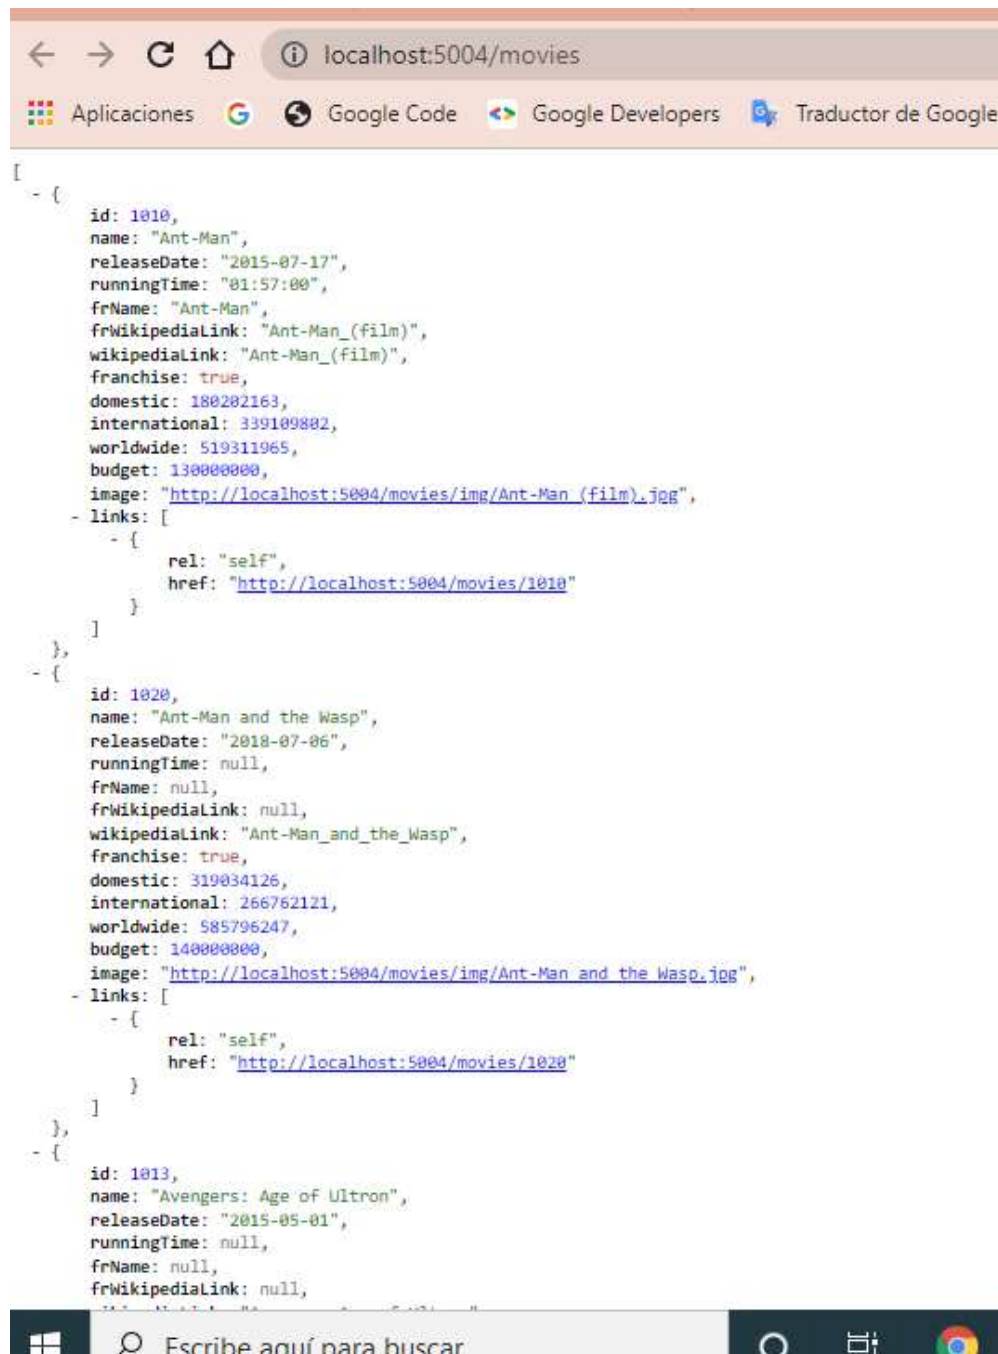 localhost:5004/movies
Aplicaciones Google Code Google Developers Traductor de Google
[
- {
id: 1010,
name: "Ant-Man",
releaseDate: "2015-07-17",
runningTime: "01:57:00",
frName: "Ant-Man",
frWikipediaLink: "Ant-Man_(film)",
wikipediaLink: "Ant-Man_(film)",
franchise: true,
domestic: 180202163,
international: 339109802,
worldwide: 519311965,
budget: 130000000,
image: "http://localhost:5004/movies/img/Ant-Man_(film).jpg",
- links: [
- {
rel: "self",
href: "http://localhost:5004/movies/1010"
}
]
},
- {
id: 1020,
name: "Ant-Man and the Wasp",
releaseDate: "2018-07-06",
runningTime: null,
frName: null,
frWikipediaLink: null,
wikipediaLink: "Ant-Man_and_the_Wasp",
franchise: true,
domestic: 319034126,
international: 266762121,
worldwide: 585796247,
budget: 140000000,
image: "http://localhost:5004/movies/img/Ant-Man_and_the_Wasp.jpg",
- links: [
- {
rel: "self",
href: "http://localhost:5004/movies/1020"
}
]
},
- {
id: 1013,
name: "Avengers: Age of Ultron",
releaseDate: "2015-05-01",
runningTime: null,
frName: null,
frWikipediaLink: null,
Escribe aquí para buscar